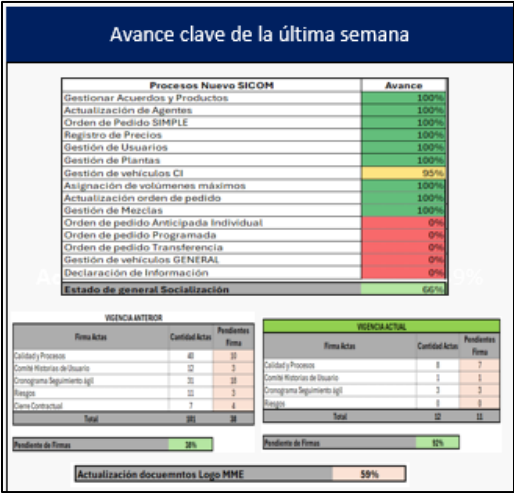 Avance clave de la última semana
Procesos Nuevo SICOM Avance
Gestionar Acuerdos y Productos 100%
Actualización de Agentes 100%
Orden de Pedido SIMPLE 100%
Registro de Precios 100%
Gestión de Usuarios 100%
Gestión de Plantas 100%
Gestión de vehículos CI 95%
Asignación de volúmenes máximos 100%
Actualización orden de pedido 100%
Gestión de Mezclas 100%
Orden de pedido Anticipada Individual 0%
Orden de pedido Programada 0%
Orden de pedido Transferencia 0%
Gestión de vehículos GENERAL 0%
Declaración de Información 0%
Estado de general Socialización 66%
VIGENCIA ANTERIOR
Firma Actas Cantidad Actas Pendientes Firma
Calidad y Procesos 40 10
Comité Historias de Usuario 12 3
Cronograma Seguimiento ágil 31 18
Riesgos 11 3
Cierre Contractual 7 4
Total 101 38
Pendiente de Firmas 38%
VIGENCIA ACTUAL
Firma Actas Cantidad Actas Pendientes Firma
Calidad y Procesos 8 7
Comité Historias de Usuario 1 1
Cronograma Seguimiento ágil 3 3
Riesgos 0 0
Total 12 11
Pendiente de Firmas 92%
Actualización docuemntos Logo MME 59%